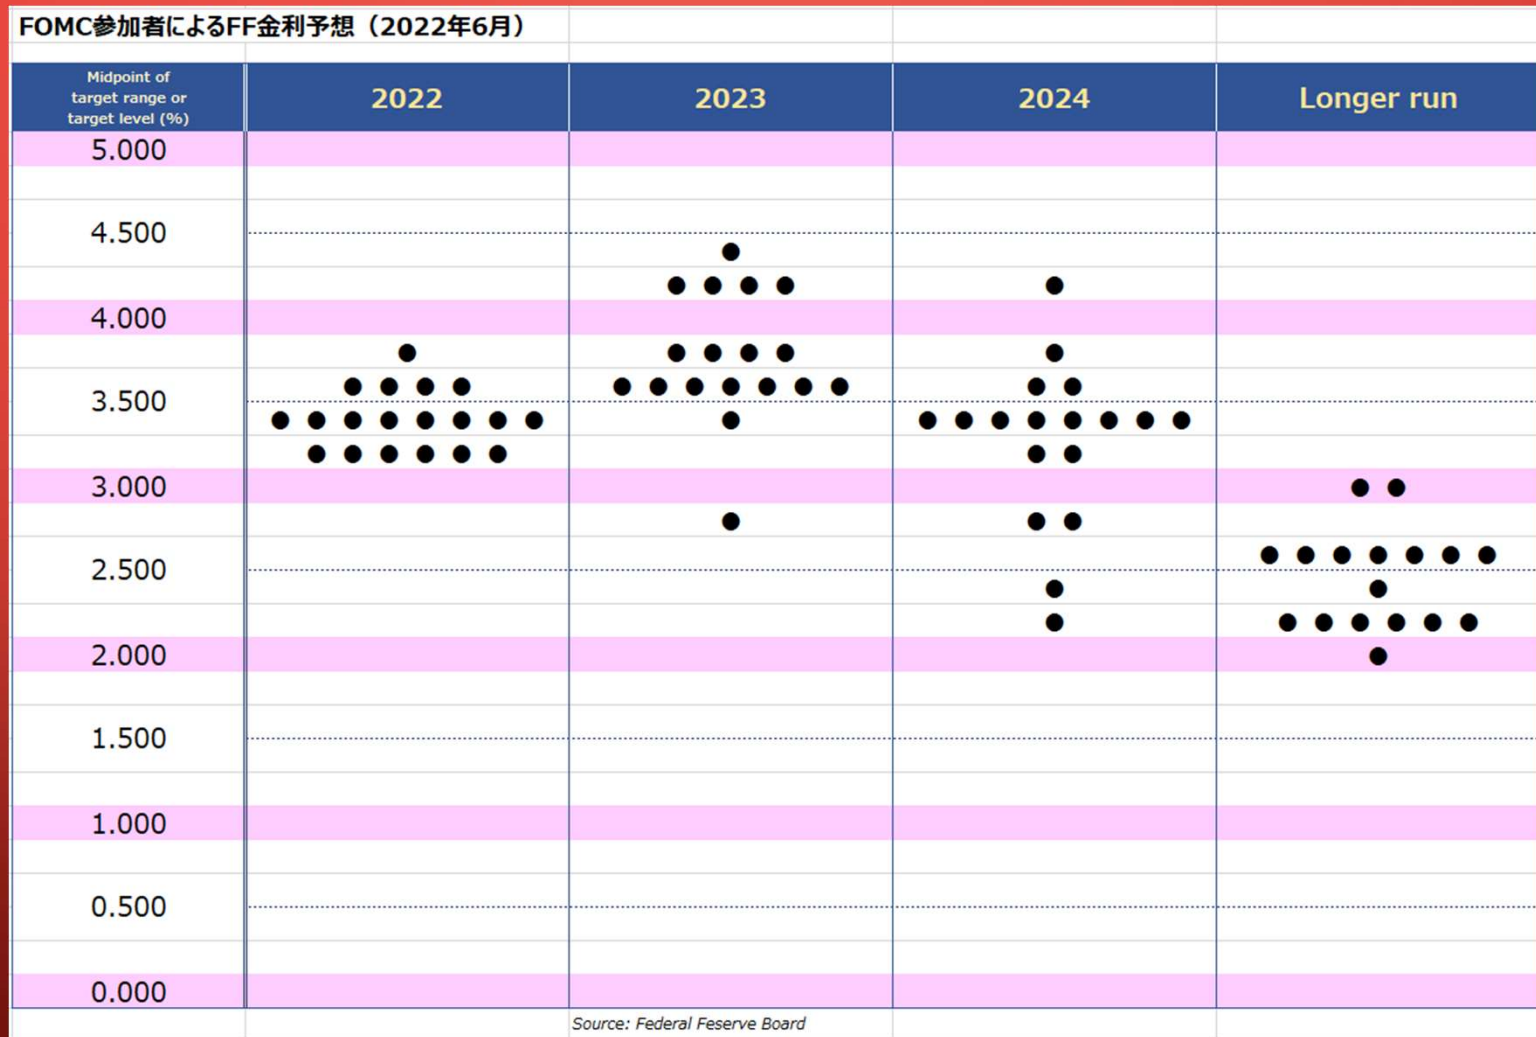 FOMC参加者によるFF金利予想（2022年6月）
Midpoint of
target range or
target level (%)
2022
2023
2024
Longer run
5.000
4.500
4.000
3.500
3.000
2.500
2.000
1.500
1.000
0.500
0.000
Source: Federal Feserve Board